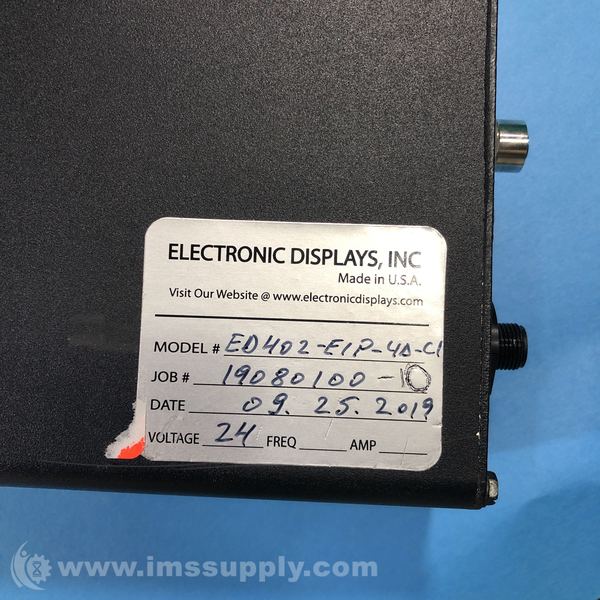 ELECTRONIC DISPLAYS, INC
Made in U.S.A.
Visit Our Website @ www.electronicdisplays.com
MODEL # ED402-EIP-4D-C1
JOB # 19080100-10
DATE 09.25.2019
VOLTAGE 24 FREQ AMP
www.imssupply.com